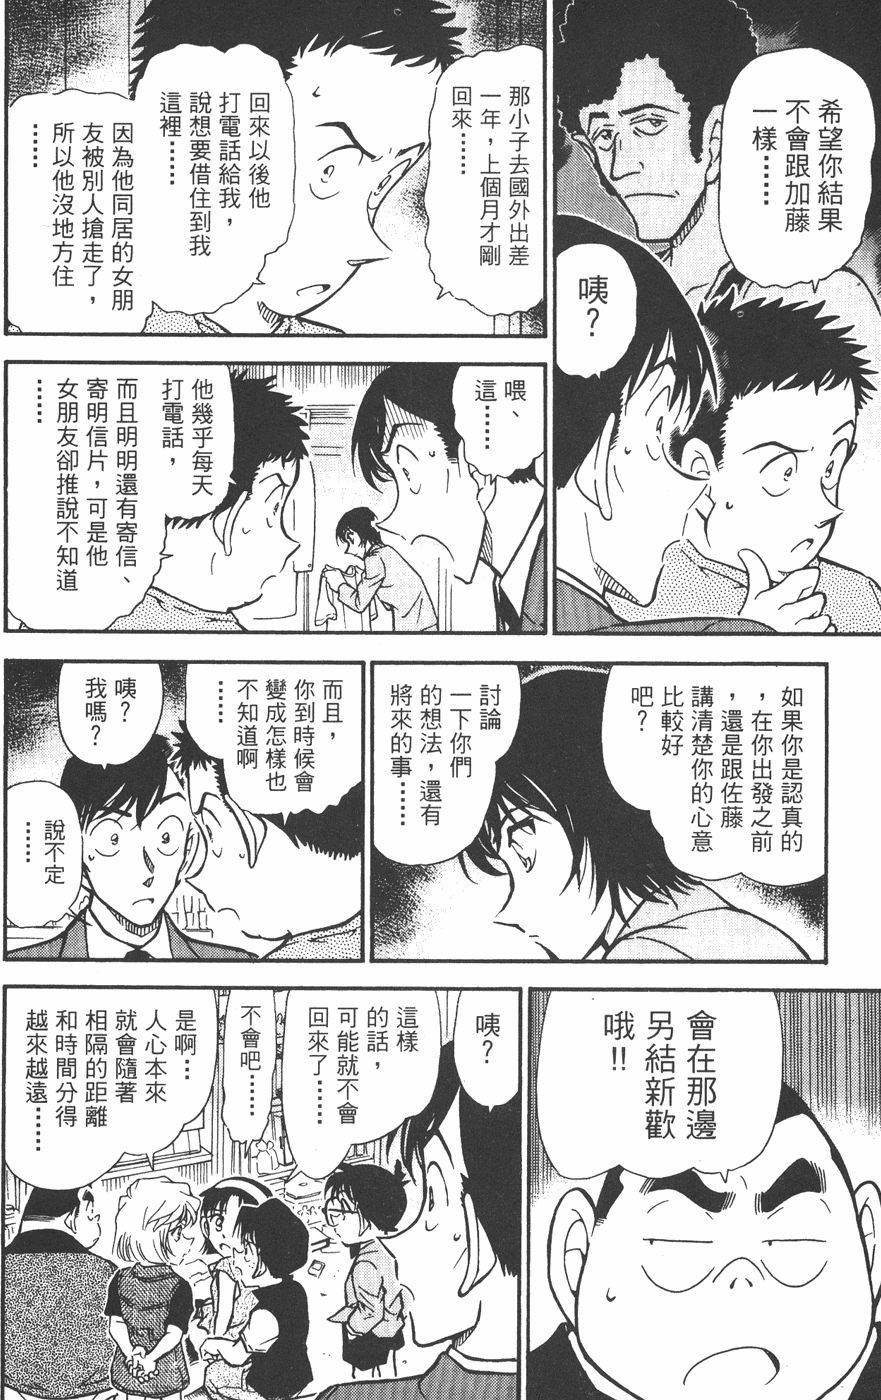 希望你結果
不會跟加藤
一樣……
咦？
那小子去國外出差
一年，上個月才剛
回來……
回來以後他
打電話給我，
說想要借住到我
這裡……
因為他同居的女朋
友被別人搶走了，
所以他沒地方住
……
喂、
這……
他幾乎每天
打電話，
而且明明還有寄信、
寄明信片，可是他
女朋友卻推說不知道
……
如果你是認真的
，在你出發之前
，還是跟佐藤
講清楚你的心意
比較好
吧？
討論
一下你們
的想法，還有
將來的事……
而且，
你到時候會
變成怎樣也
不知道啊
……
咦？
我嗎？
說不定
……
會在那邊
另結新歡
哦!!
咦？
這樣
的話，
可能就不會
回來了……
不會吧……
是啊…
人心本來
就會隨著
相隔的距離
和時間分得
越來越遠……